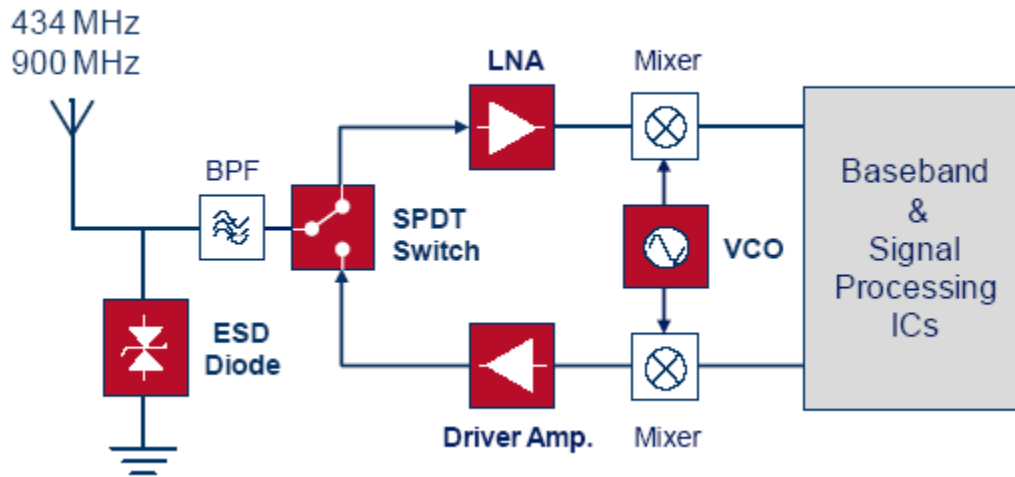 434 MHz
900 MHz
LNA
Mixer
BPF
SPDT
Switch
VCO
Baseband
&
Signal
Processing
ICs
ESD
Diode
Driver Amp.
Mixer